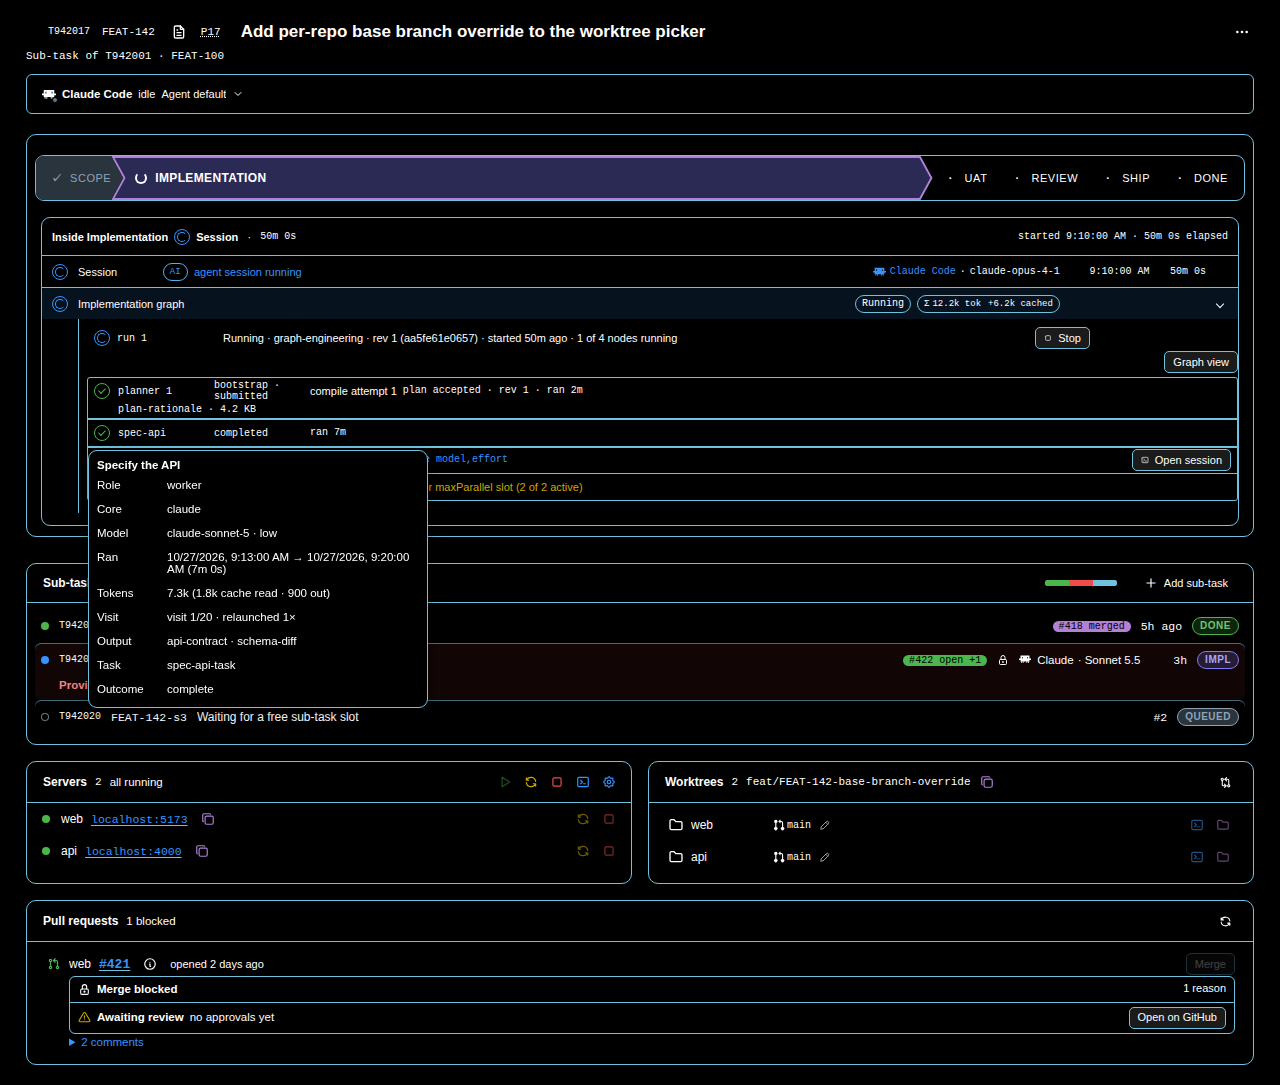 T942017 FEAT-142 P17 Add per-repo base branch override to the worktree picker
Sub-task of T942001 · FEAT-100
Claude Code idle Agent default
SCOPE IMPLEMENTATION · UAT · REVIEW · SHIP · DONE
Inside Implementation Session · 50m 0s started 9:10:00 AM · 50m 0s elapsed
Session AI agent session running Claude Code · claude-opus-4-1 9:10:00 AM 50m 0s
Implementation graph Running Σ 12.2k tok +6.2k cached
run 1 Running · graph-engineering · rev 1 (aa5fe61e0657) · started 50m ago · 1 of 4 nodes running Stop
Graph view
planner 1 bootstrap · submitted compile attempt 1 plan accepted · rev 1 · ran 2m
plan-rationale · 4.2 KB
spec-api completed ran 7m
model,effort Open session
maxParallel slot (2 of 2 active)
Specify the API
Role worker
Core claude
Model claude-sonnet-5 · low
Ran 10/27/2026, 9:13:00 AM → 10/27/2026, 9:20:00
AM (7m 0s)
Tokens 7.3k (1.8k cache read · 900 out)
Visit visit 1/20 · relaunched 1×
Output api-contract · schema-diff
Task spec-api-task
Outcome complete
Add sub-task
#418 merged 5h ago DONE
#422 open +1 Claude · Sonnet 5.5 3h IMPL
T942020 FEAT-142-s3 Waiting for a free sub-task slot #2 QUEUED
Servers 2 all running
web localhost:5173
api localhost:4000
Worktrees 2 feat/FEAT-142-base-branch-override
web main
api main
Pull requests 1 blocked
web #421 opened 2 days ago Merge
Merge blocked 1 reason
Awaiting review no approvals yet Open on GitHub
2 comments